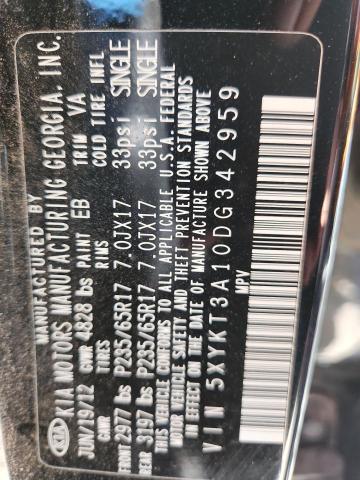 MANUFACTURED BY
KIA KIA MOTORS MANUFACTURING GEORGIA, INC.
JUN/19/12 PAINT EB TRIM VA
GVWR 4828 lbs
GAWR TIRES RINS COLD TIRE INFL
FRONT 2977 lbs P235/65R17 7.0JX17 33psi SINGLE
REER 3197 lbs P235/65R17 7.0JX17 33psi SINGLE
THIS VEHICLE CONFORMS TO ALL APPLICABLE U.S.A. FEDERAL
MOTOR VEHICLE SAFETY AND THEFT PREVENTION STANDARDS
IN EFFECT ON THE DATE OF MANUFACTURE SHOWN ABOVE
VIN 5XYKT3A10DG342959
MPV